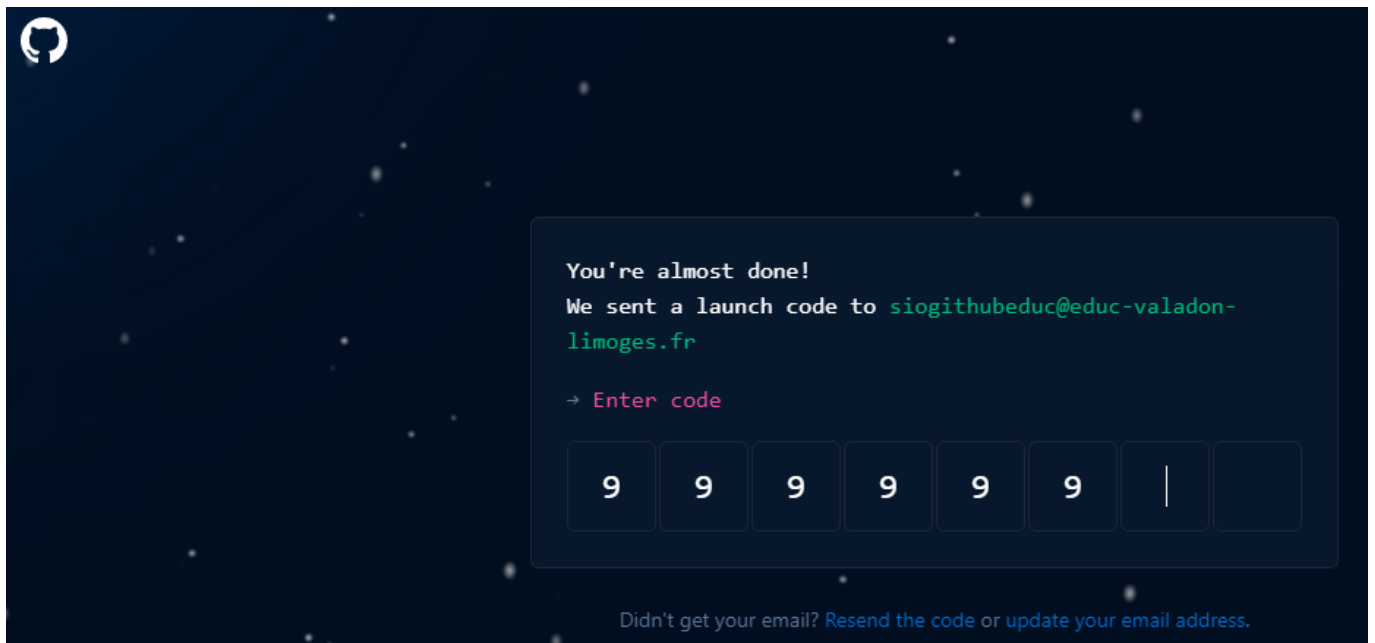 You're almost done!
We sent a launch code to siogithubeduc@educ-valadon-
limoges.fr
→ Enter code
9 9 9 9 9 9
Didn't get your email? Resend the code or update your email address.